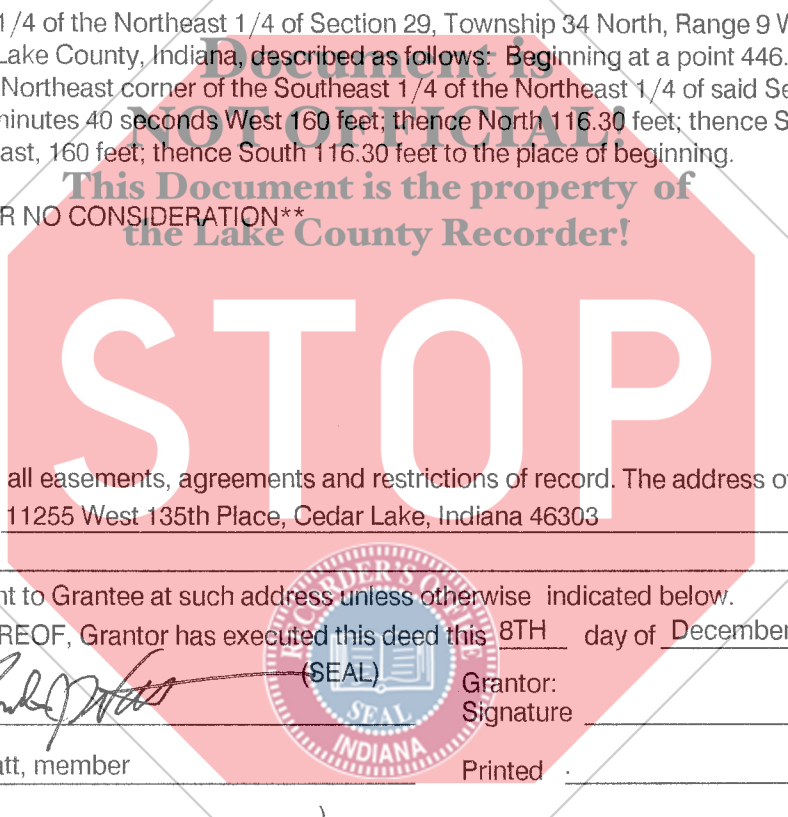 1/4 of the Northeast 1/4 of Section 29, Township 34 North, Range 9 W
Lake County, Indiana, described as follows: Beginning at a point 446.
Document is
Northeast corner of the Southeast 1/4 of the Northeast 1/4 of said Se
minutes 40 seconds West 160 feet; thence North 116.30 feet; thence S
NOT OFFICIAL!
ast, 160 feet; thence South 116.30 feet to the place of beginning.
This Document is the property of
R NO CONSIDERATION**
the Lake County Recorder!
STOP
all easements, agreements and restrictions of record. The address o
11255 West 135th Place, Cedar Lake, Indiana 46303
nt to Grantee at such address unless otherwise indicated below.
REOF, Grantor has executed this deed this 8TH day of December
(SEAL)
Grantor:
Signature
att, member
Printed
RECORDER'S OFFICE
SEAL
INDIANA